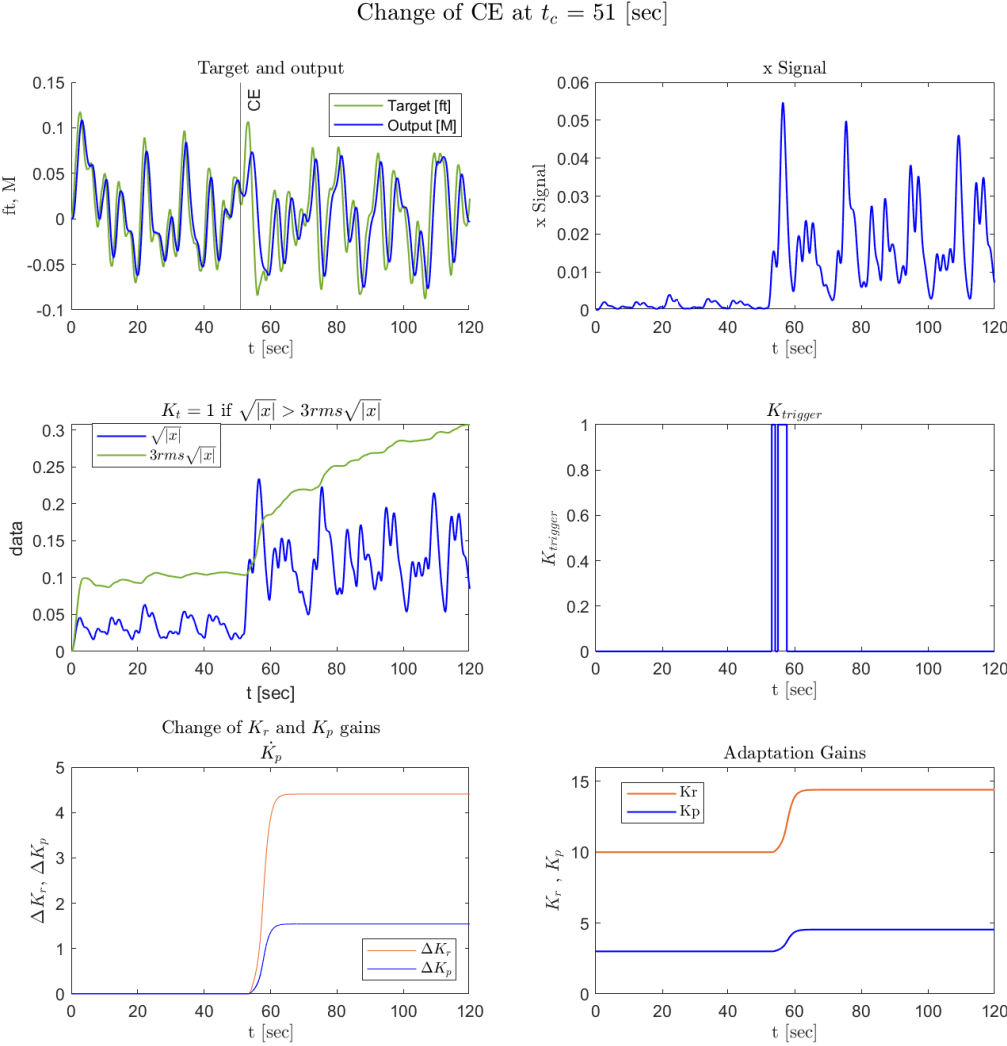 Change of CE at t_c = 51 [sec]
Target and output
0.15
0.1
0.05
0
-0.05
-0.1
ft, M
CE
Target [ft]
Output [M]
0 20 40 60 80 100 120
t [sec]
x Signal
0.06
0.05
0.04
0.03
0.02
0.01
0
x Signal
0 20 40 60 80 100 120
t [sec]
K_t = 1 if √|x| > 3rms√|x|
0.3
0.25
0.2
0.15
0.1
0.05
0
data
√|x|
3rms√|x|
0 20 40 60 80 100 120
t [sec]
K_trigger
1
0.8
0.6
0.4
0.2
0
K_trigger
0 20 40 60 80 100 120
t [sec]
Change of K_r and K_p gains
K̇_p
5
4
3
2
1
0
ΔK_r, ΔK_p
ΔK_r
ΔK_p
0 20 40 60 80 100 120
t [sec]
Adaptation Gains
15
10
5
0
K_r , K_p
Kr
Kp
0 20 40 60 80 100 120
t [sec]